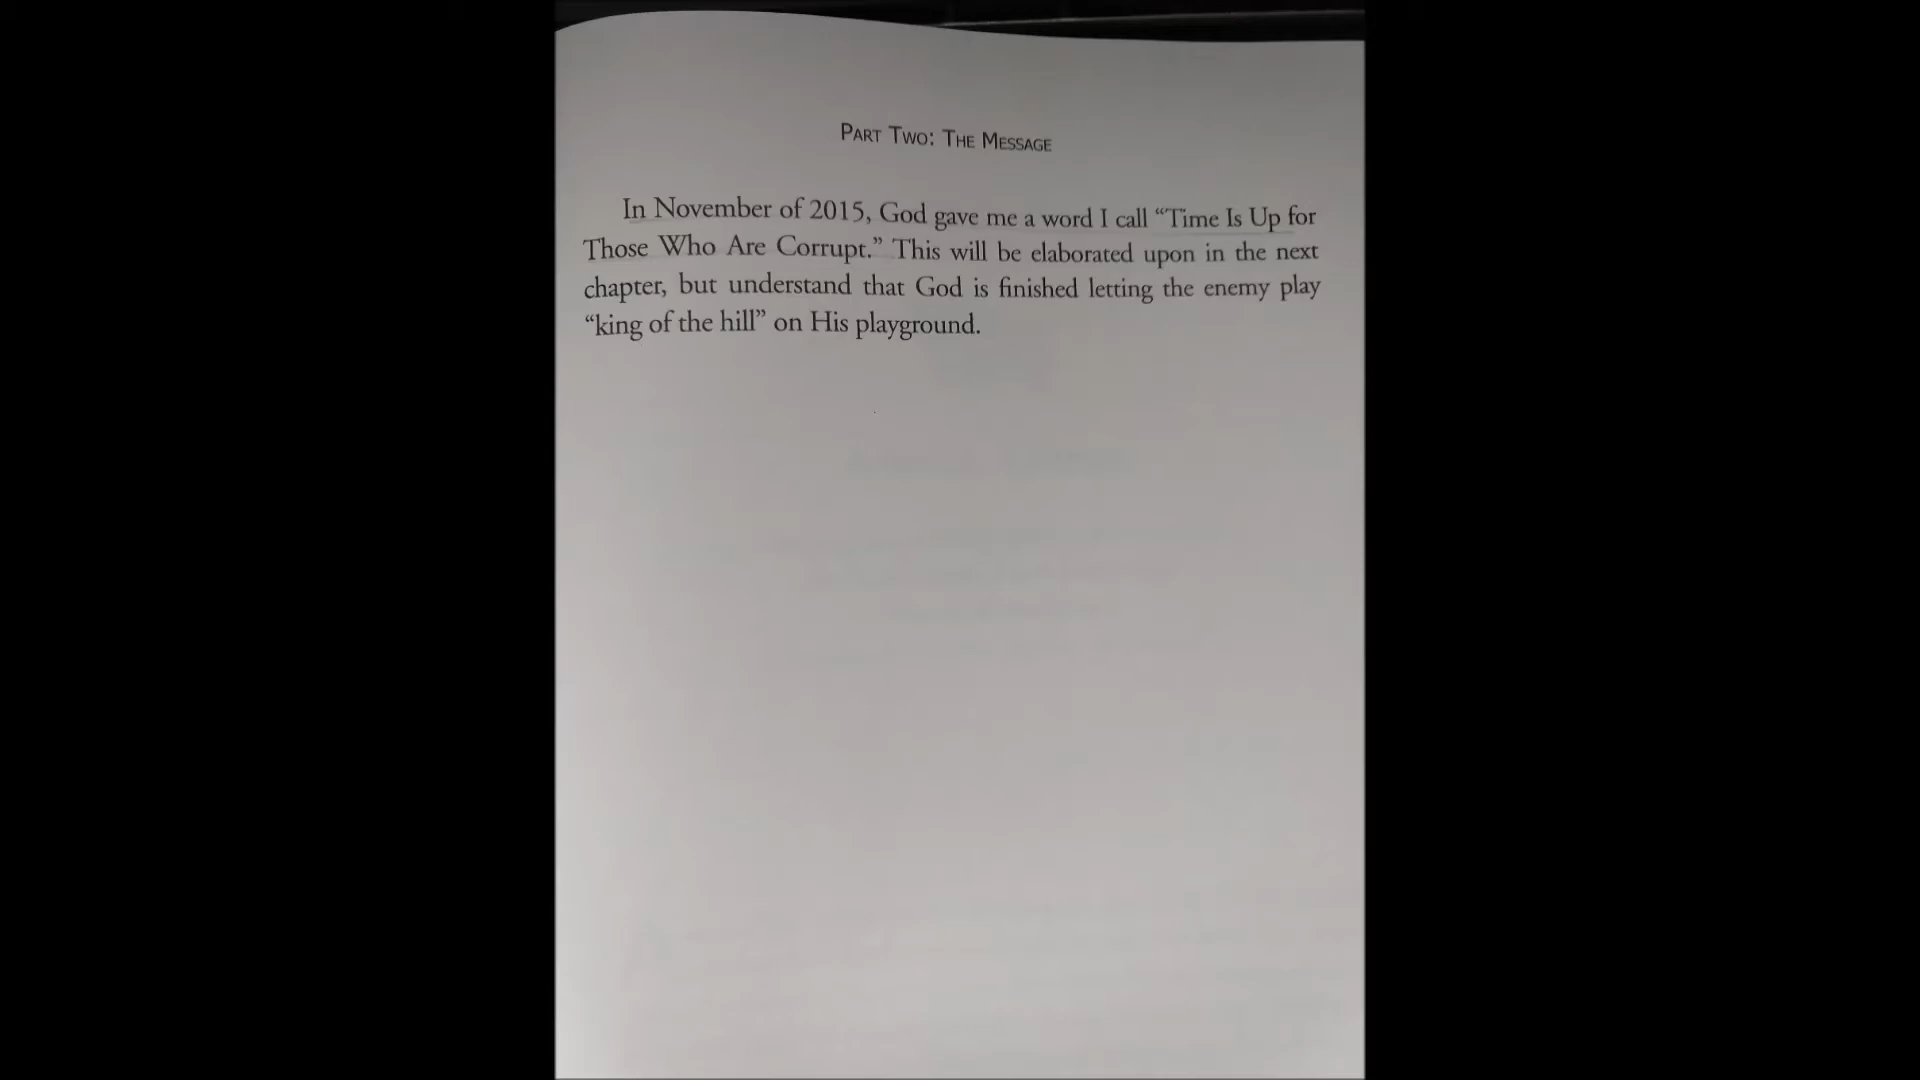 PART TWO: THE MESSAGE
In November of 2015, God gave me a word I call “Time Is Up for
Those Who Are Corrupt.” This will be elaborated upon in the next
chapter, but understand that God is finished letting the enemy play
“king of the hill” on His playground.